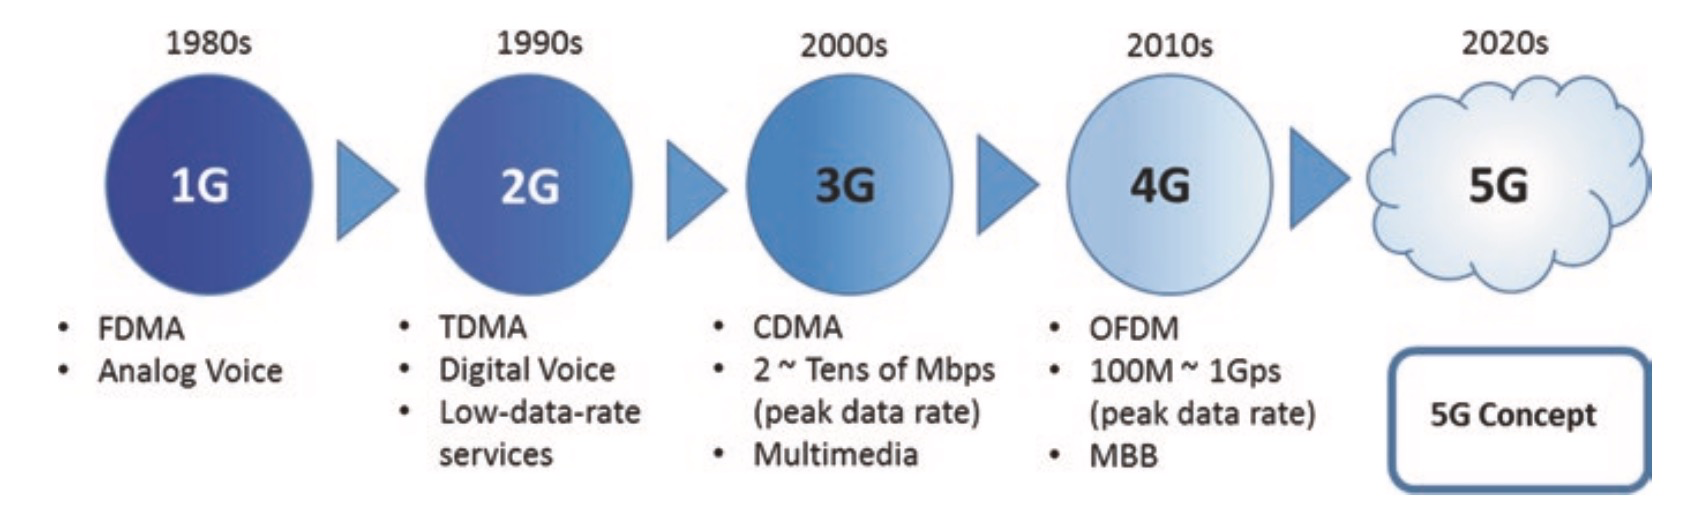 1980s
1990s
2000s
2010s
2020s
1G
2G
3G
4G
5G
• FDMA
• Analog Voice
• TDMA
• Digital Voice
• Low-data-rate
services
• CDMA
• 2 ~ Tens of Mbps
(peak data rate)
• Multimedia
• OFDM
• 100M ~ 1Gps
(peak data rate)
• MBB
5G Concept